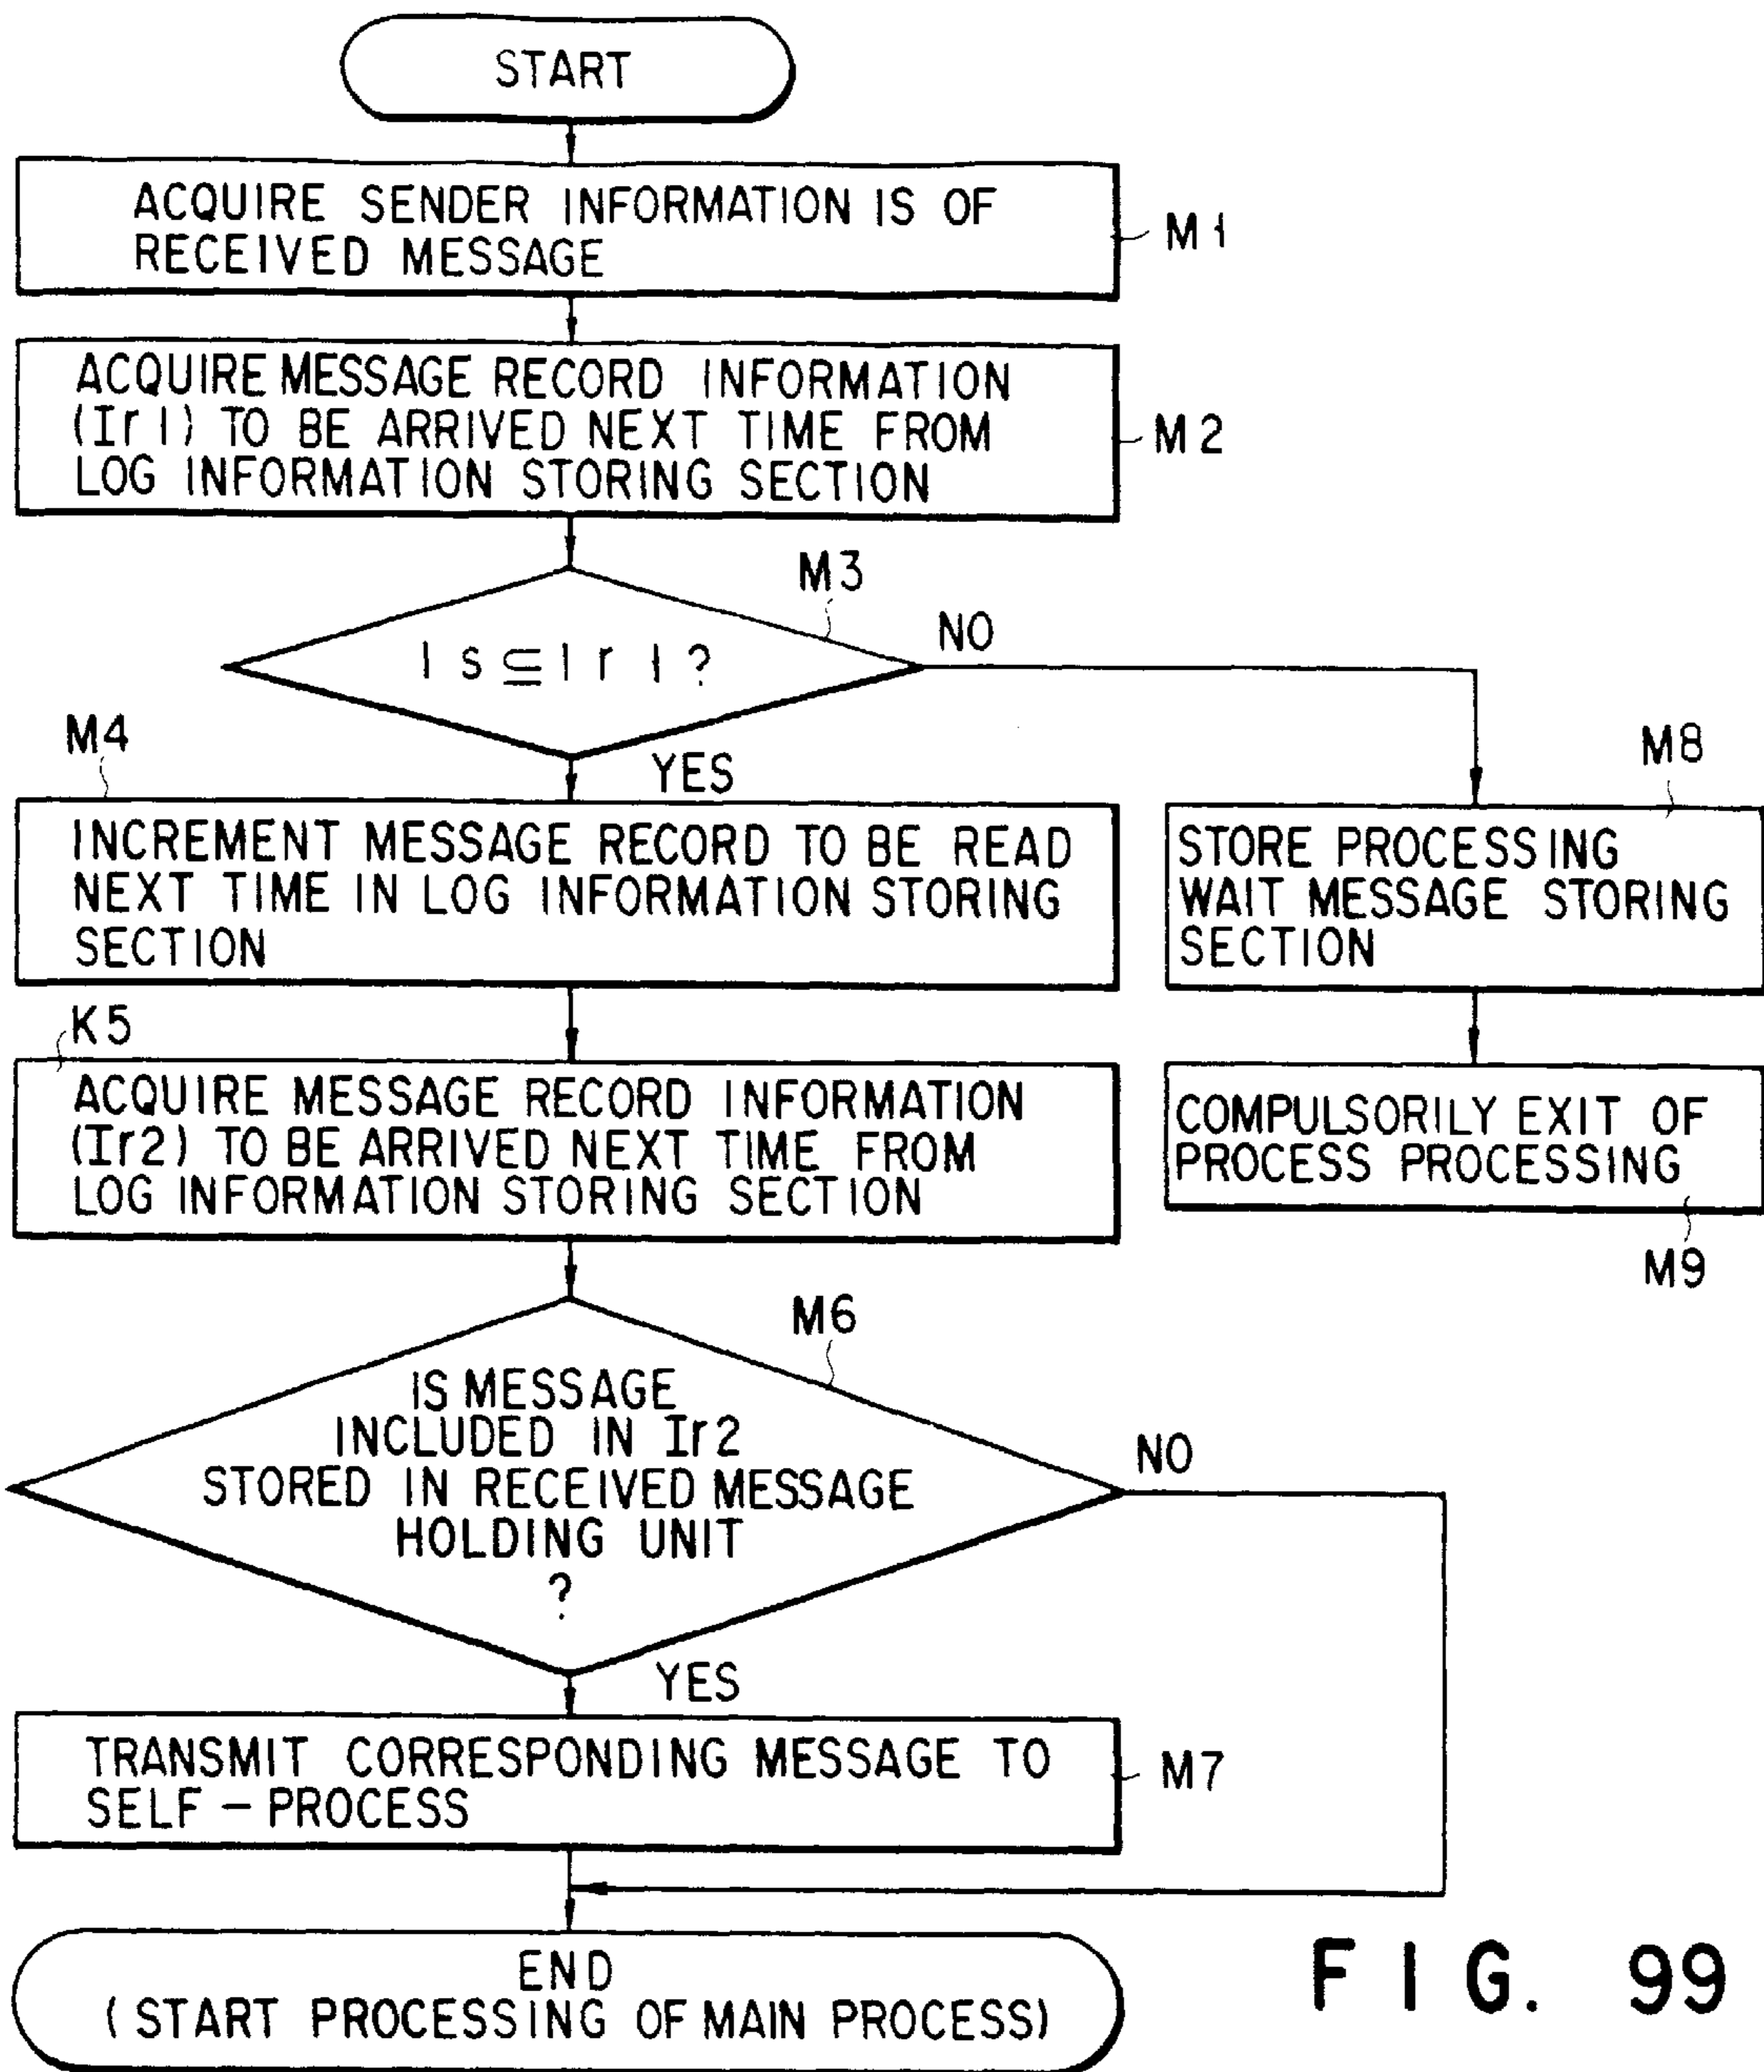 START
ACQUIRE SENDER INFORMATION IS OF
RECEIVED MESSAGE
M1
ACQUIRE MESSAGE RECORD INFORMATION
(Ir1) TO BE ARRIVED NEXT TIME FROM
LOG INFORMATION STORING SECTION
M2
M3
Is⊆Ir1?
NO
YES
M4
INCREMENT MESSAGE RECORD TO BE READ
NEXT TIME IN LOG INFORMATION STORING
SECTION
M8
STORE PROCESSING
WAIT MESSAGE STORING
SECTION
K5
ACQUIRE MESSAGE RECORD INFORMATION
(Ir2) TO BE ARRIVED NEXT TIME FROM
LOG INFORMATION STORING SECTION
COMPULSORILY EXIT OF
PROCESS PROCESSING
M9
M6
IS MESSAGE
INCLUDED IN Ir2
STORED IN RECEIVED MESSAGE
HOLDING UNIT
?
NO
YES
TRANSMIT CORRESPONDING MESSAGE TO
SELF-PROCESS
M7
END
(START PROCESSING OF MAIN PROCESS)
FIG. 99